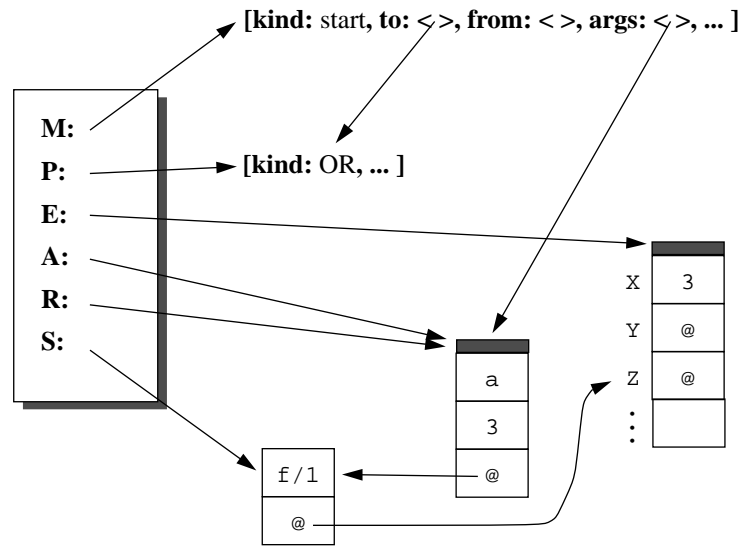 [kind: start, to: < >, from: < >, args: < >, ... ]
M:
P:
[kind: OR, ... ]
E:
A:
R:
S:
X 3
Y @
Z @
⋮
a
3
@
f/1
@